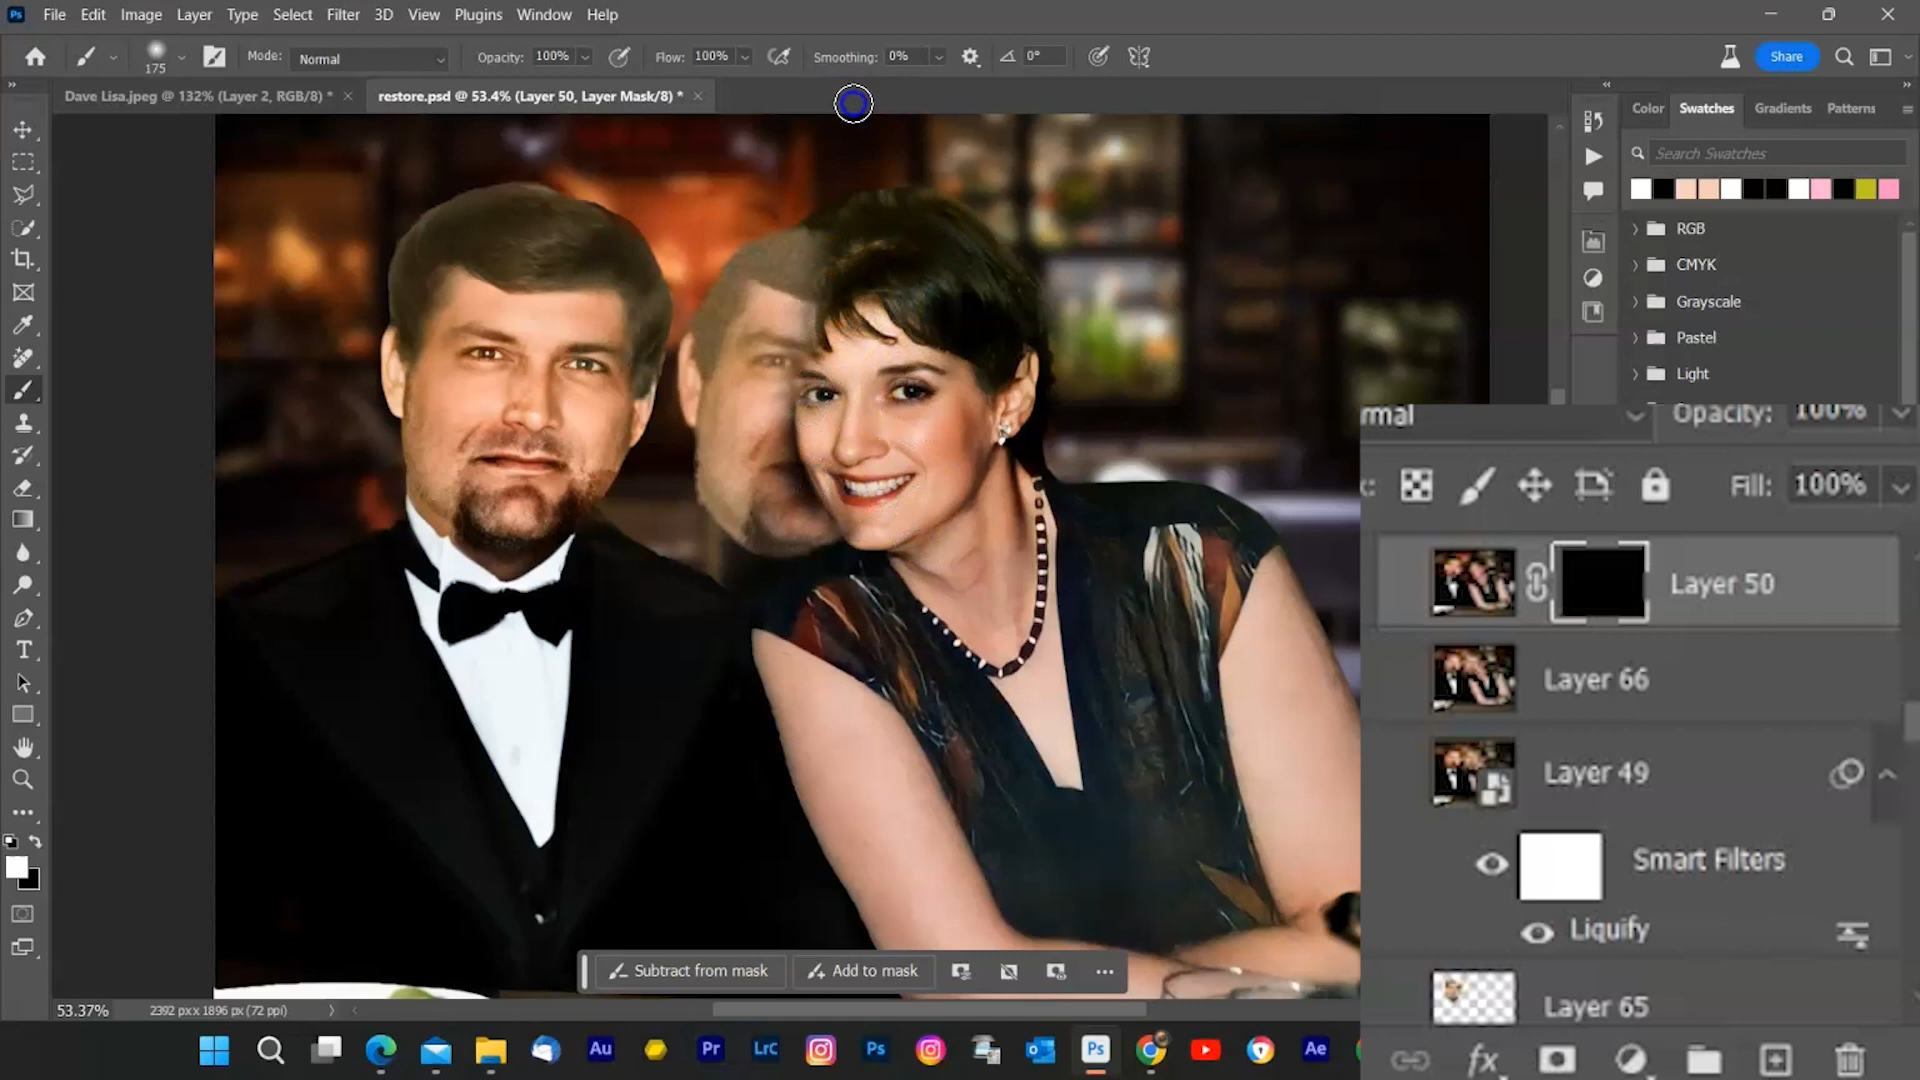 Ps File Edit Image Layer Type Select Filter 3D View Plugins Window Help
175 Mode: Normal Opacity: 100% Flow: 100% Smoothing: 0% 0° Share
Dave Lisa.jpeg @ 132% (Layer 2, RGB/8) * × restore.psd @ 53.4% (Layer 50, Layer Mask/8) * ×
Color Swatches Gradients Patterns
Search Swatches
RGB
CMYK
Grayscale
Pastel
Light
rmal Opacity: 100%
Fill: 100%
Layer 50
Layer 66
Layer 49
Smart Filters
Liquify
Layer 65
Subtract from mask Add to mask
53.37% 2392 px x 1896 px (72 ppi)
Au Pr LrC Ps Ps Ae
fx